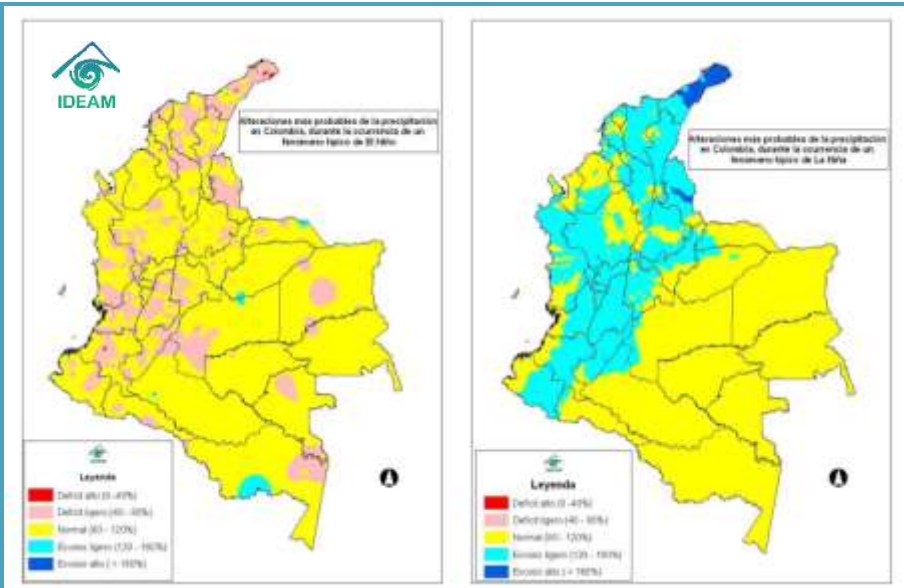 IDEAM
Alteraciones más probables de la precipitación
en Colombia, durante la ocurrencia de un
fenómeno típico de El Niño
Leyenda
Déficit alto (0 -40%)
Déficit ligero (40 - 80%)
Normal (80 - 120%)
Exceso ligero (120 - 160%)
Exceso alto ( > 160%)
Alteraciones más probables de la precipitación
en Colombia, durante la ocurrencia de un
fenómeno típico de La Niña
Leyenda
Déficit alto (0 -40%)
Déficit ligero (40 - 80%)
Normal (80 - 120%)
Exceso ligero (120 - 160%)
Exceso alto ( > 160%)